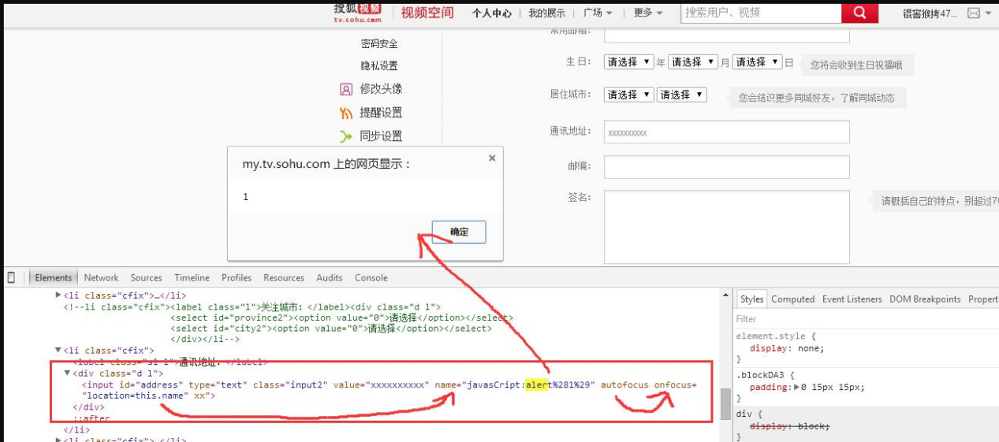 搜狐视频
tv.sohu.com
视频空间 个人中心 | 我的展示 | 广场 | 更多
搜索用户、视频
密码安全
隐私设置
修改头像
提醒设置
同步设置
常用邮箱:
生日: 请选择 年 请选择 月 请选择 日 您将会收到生日祝福哦
居住城市: 请选择 请选择 您会结识更多同城好友,了解同城动态
通讯地址: xxxxxxxxxx
邮编:
签名: 请概括自己的特点,别超过70
my.tv.sohu.com 上的网页显示: ×
1
确定
Elements Network Sources Timeline Profiles Resources Audits Console
▶<li class="cfix">…</li>
<!--li class="cfix"><label class="l">关注城市: </label><div class="d l">
<select id="province2"><option value="0">请选择</option></select>
<select id="city2"><option value="0">请选择</option></select>
</div></li-->
▼<li class="cfix">
通讯地址: </label>
▼<div class="d l">
<input id="address" type="text" class="input2" value="xxxxxxxxxx" name="javasCript:alert%281%29" autofocus onfocus=
"location=this.name" xx">
</div>
::after
</li>
▶<li class="cfix">…</li>
Styles Computed Event Listeners DOM Breakpoints Propert
Filter
element.style {
display: none;
}
.blockDA3 {
padding:▶0 15px 15px;
}
div {
display: block;
}